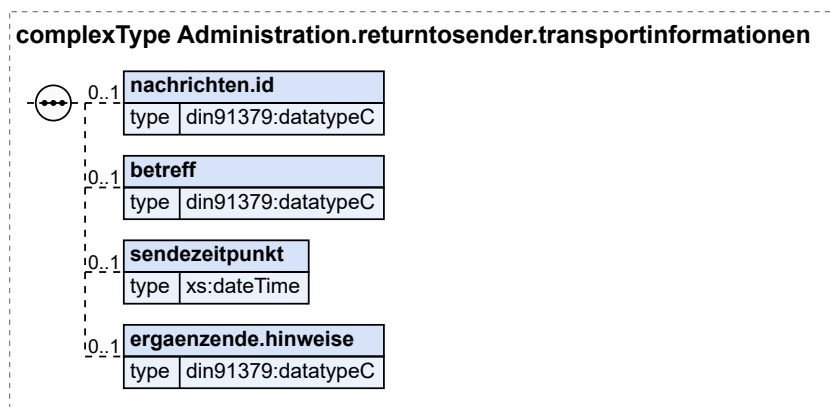 complexType Administration.returntosender.transportinformationen
0..1 nachrichten.id
type din91379:datatypeC
0..1 betreff
type din91379:datatypeC
0..1 sendezeitpunkt
type xs:dateTime
0..1 ergaenzende.hinweise
type din91379:datatypeC